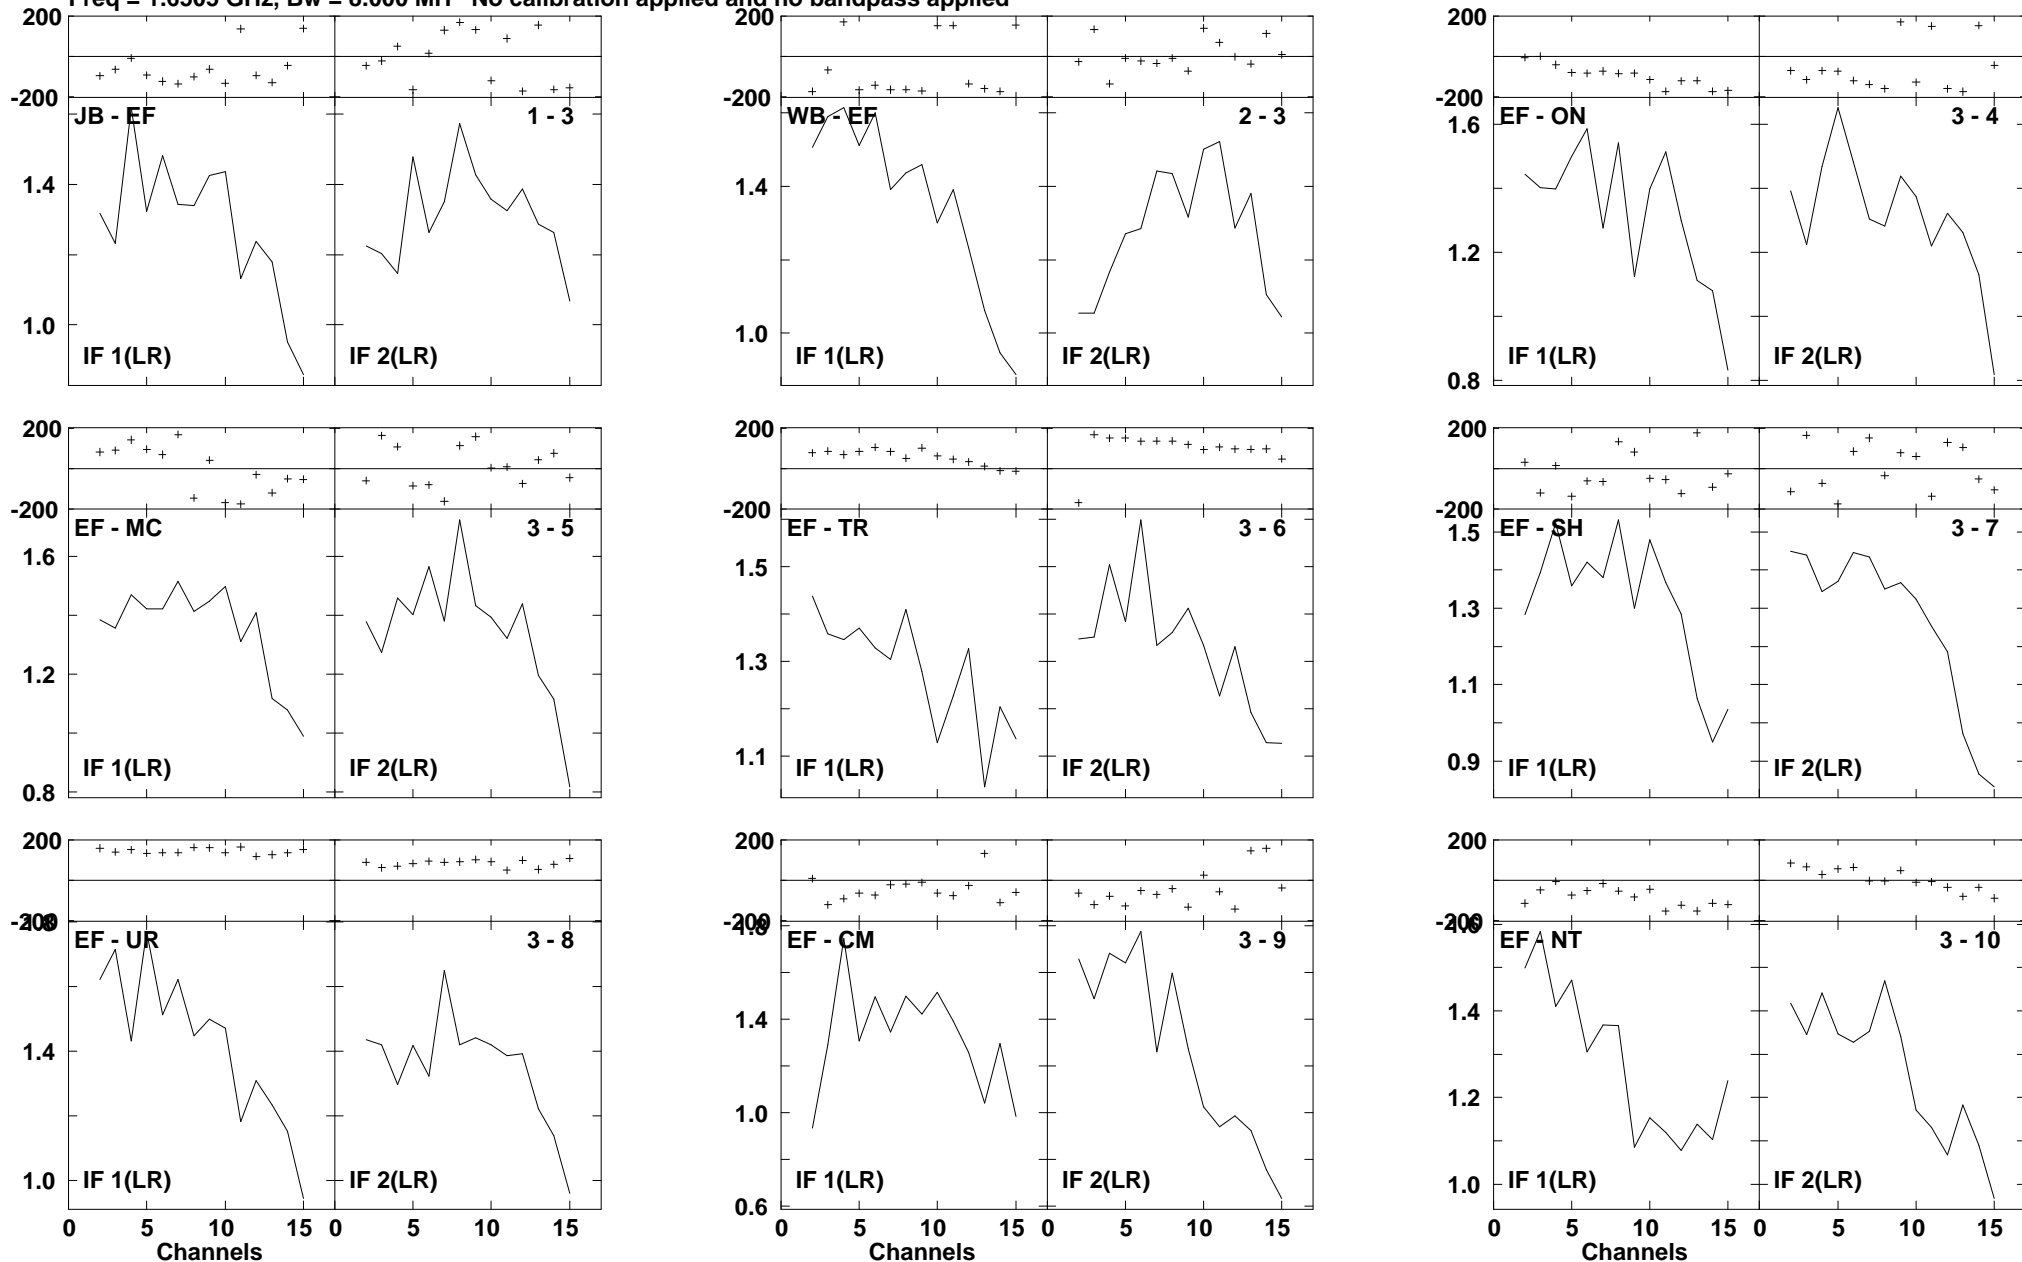 Freq = 1.6505 GHz, Bw = 8.000 MH No calibration applied and no bandpass applied
200 200 200
-200 -200 -200
JB - EF 1 - 3 WB - EF 2 - 3 EF - ON 3 - 4
1.4 1.0
1.4 1.0
1.6 1.2 0.8
IF 1(LR) IF 2(LR) IF 1(LR) IF 2(LR) IF 1(LR) IF 2(LR)
200 200 200
-200 -200 -200
EF - MC 3 - 5 EF - TR 3 - 6 EF - SH 3 - 7
1.6 1.2 0.8
1.5 1.3 1.1
1.5 1.3 1.1 0.9
IF 1(LR) IF 2(LR) IF 1(LR) IF 2(LR) IF 1(LR) IF 2(LR)
200 200 200
-200 -200 -200
EF - UR 3 - 8 EF - CM 3 - 9 EF - NT 3 - 10
1.8 1.4 1.0
1.8 1.4 1.0 0.6
1.6 1.4 1.2 1.0
IF 1(LR) IF 2(LR) IF 1(LR) IF 2(LR) IF 1(LR) IF 2(LR)
0 5 10 15 0 5 10 15 0 5 10 15 0 5 10 15 0 5 10 15 0 5 10 15
Channels Channels Channels